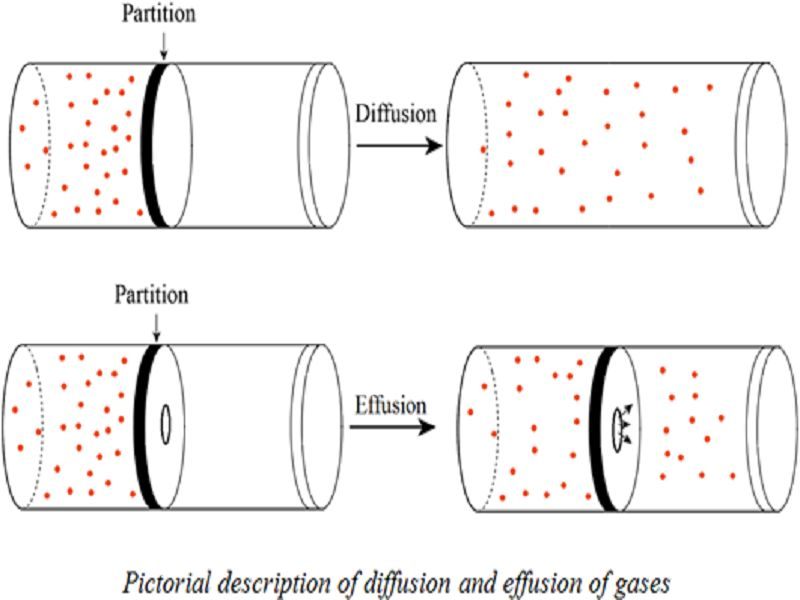 Partition
Diffusion
Partition
Effusion
Pictorial description of diffusion and effusion of gases